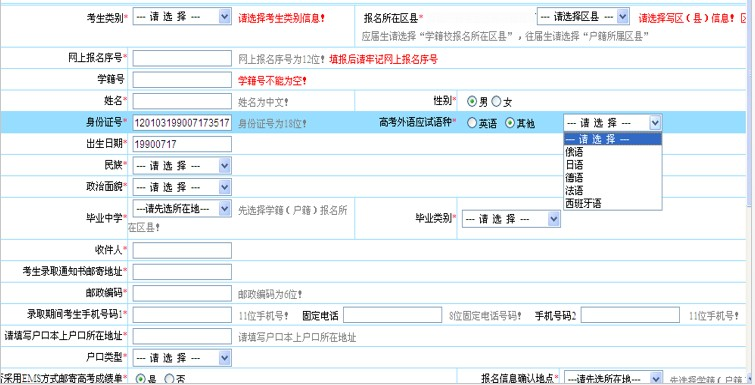 考生类别* --- 请 选 择 --- 请选择考生类别信息! 报名所在区县* --- 请选择区县 --- 请选择写区(县)信息!
应届生请选择“学籍校报名所在区县”,往届生请选择“户籍所属区县”
网上报名序号* 网上报名序号为12位! 填报后请牢记网上报名序号
学籍号 学籍号不能为空!
姓名* 姓名为中文! 性别* 男 女
身份证号* 120103199007173517 身份证号为18位! 高考外语应试语种* 英语 其他 --- 请 选 择 ---
--- 请 选 择 ---
俄语
日语
德语
法语
西班牙语
出生日期* 19900717
民族* --- 请 选 择 ---
政治面貌* --- 请 选 择 ---
毕业中学* ---请先选所在地--- 先选择学籍(户籍)报名所
在区县! 毕业类别* --- 请 选 择 ---
收件人*
考生录取通知书邮寄地址*
邮政编码* 邮政编码为6位!
录取期间考生手机号码1* 11位手机号! 固定电话 8位固定电话号码! 手机号码2 11位手机号!
请填写户口本上户口所在地址* 请填写户口本上户口所在地址
户口类型* --- 请 选 择 ---
采用EMS方式邮寄高考成绩单* 是 否 报名信息确认地点* ---请先选所在地--- 先选择学籍(户籍)